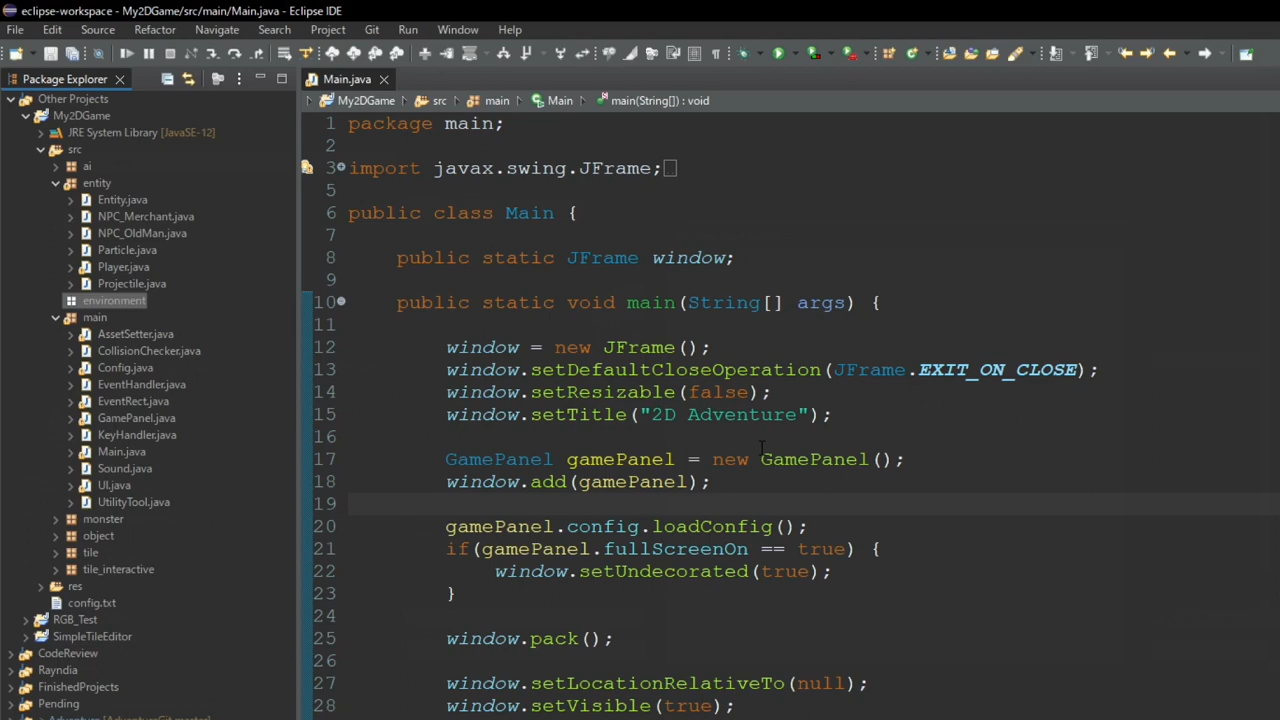 eclipse-workspace - My2DGame/src/main/Main.java - Eclipse IDE
File Edit Source Refactor Navigate Search Project Git Run Window Help
Package Explorer
Other Projects
My2DGame
JRE System Library [JavaSE-12]
src
ai
entity
Entity.java
NPC_Merchant.java
NPC_OldMan.java
Particle.java
Player.java
Projectile.java
environment
main
AssetSetter.java
CollisionChecker.java
Config.java
EventHandler.java
EventRect.java
GamePanel.java
KeyHandler.java
Main.java
Sound.java
UI.java
UtilityTool.java
monster
object
tile
tile_interactive
res
config.txt
RGB_Test
SimpleTileEditor
CodeReview
Rayndia
FinishedProjects
Pending
Adventure [AdventureGit master]
Main.java
My2DGame src main Main main(String[]) : void
1 package main;
2
3 import javax.swing.JFrame;
5
6 public class Main {
7
8 public static JFrame window;
9
10 public static void main(String[] args) {
11
12 window = new JFrame();
13 window.setDefaultCloseOperation(JFrame.EXIT_ON_CLOSE);
14 window.setResizable(false);
15 window.setTitle("2D Adventure");
16
17 GamePanel gamePanel = new GamePanel();
18 window.add(gamePanel);
19
20 gamePanel.config.loadConfig();
21 if(gamePanel.fullScreenOn == true) {
22 window.setUndecorated(true);
23 }
24
25 window.pack();
26
27 window.setLocationRelativeTo(null);
28 window.setVisible(true);